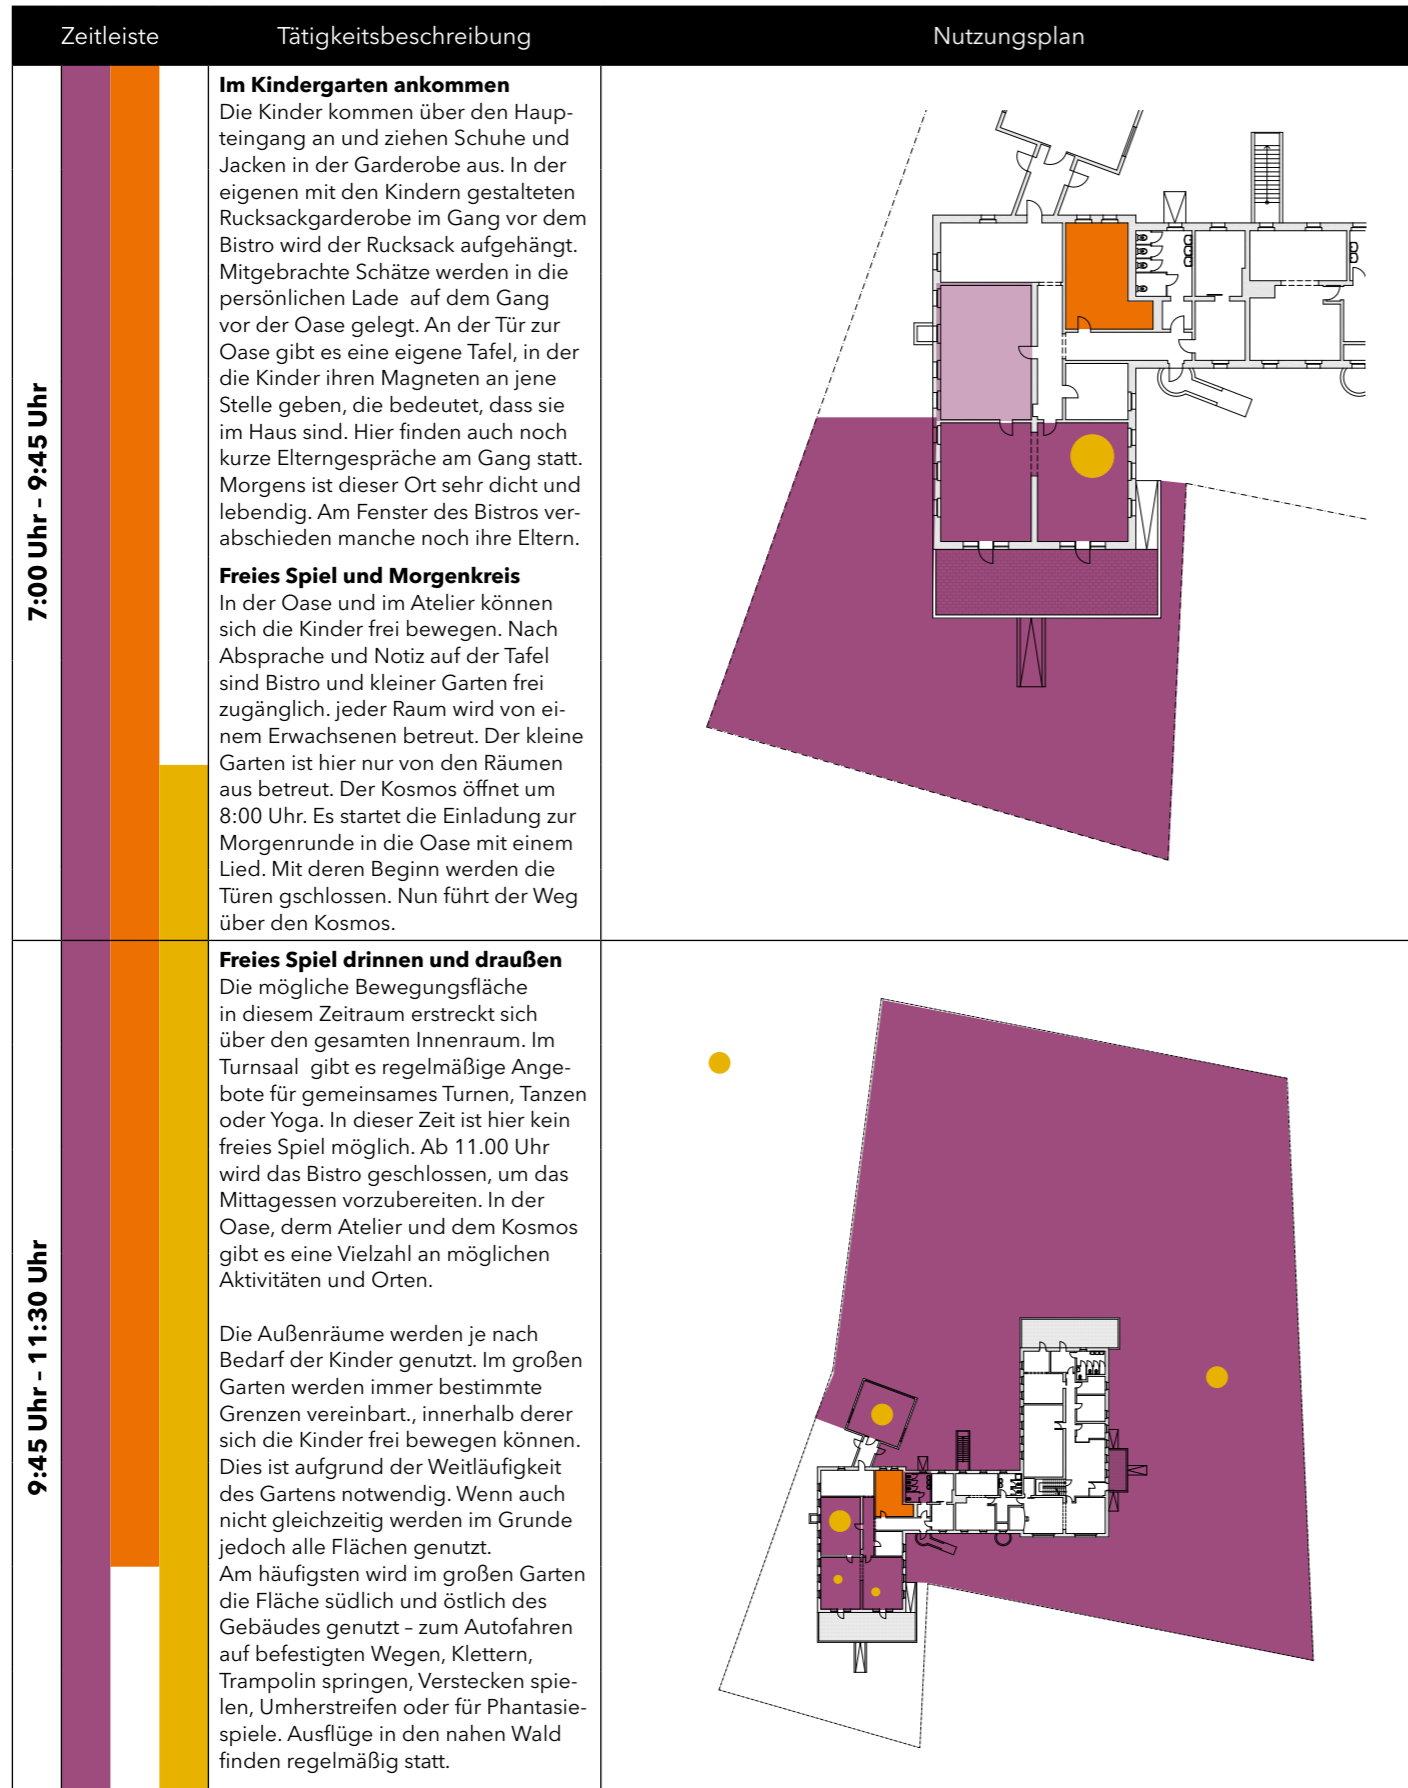 Zeitleiste
Tätigkeitsbeschreibung
Nutzungsplan
7:00 Uhr – 9:45 Uhr
Im Kindergarten ankommen
Die Kinder kommen über den Haup-
teingang an und ziehen Schuhe und
Jacken in der Garderobe aus. In der
eigenen mit den Kindern gestalteten
Rucksackgarderobe im Gang vor dem
Bistro wird der Rucksack aufgehängt.
Mitgebrachte Schätze werden in die
persönlichen Lade  auf dem Gang
vor der Oase gelegt. An der Tür zur
Oase gibt es eine eigene Tafel, in der
die Kinder ihren Magneten an jene
Stelle geben, die bedeutet, dass sie
im Haus sind. Hier finden auch noch
kurze Elterngespräche am Gang statt.
Morgens ist dieser Ort sehr dicht und
lebendig. Am Fenster des Bistros ver-
abschieden manche noch ihre Eltern.
Freies Spiel und Morgenkreis
In der Oase und im Atelier können
sich die Kinder frei bewegen. Nach
Absprache und Notiz auf der Tafel
sind Bistro und kleiner Garten frei
zugänglich. jeder Raum wird von ei-
nem Erwachsenen betreut. Der kleine
Garten ist hier nur von den Räumen
aus betreut. Der Kosmos öffnet um
8:00 Uhr. Es startet die Einladung zur
Morgenrunde in die Oase mit einem
Lied. Mit deren Beginn werden die
Türen gschlossen. Nun führt der Weg
über den Kosmos.
9:45 Uhr – 11:30 Uhr
Freies Spiel drinnen und draußen
Die mögliche Bewegungsfläche
in diesem Zeitraum erstreckt sich
über den gesamten Innenraum. Im
Turnsaal  gibt es regelmäßige Ange-
bote für gemeinsames Turnen, Tanzen
oder Yoga. In dieser Zeit ist hier kein
freies Spiel möglich. Ab 11.00 Uhr
wird das Bistro geschlossen, um das
Mittagessen vorzubereiten. In der
Oase, derm Atelier und dem Kosmos
gibt es eine Vielzahl an möglichen
Aktivitäten und Orten.
Die Außenräume werden je nach
Bedarf der Kinder genutzt. Im großen
Garten werden immer bestimmte
Grenzen vereinbart., innerhalb derer
sich die Kinder frei bewegen können.
Dies ist aufgrund der Weitläufigkeit
des Gartens notwendig. Wenn auch
nicht gleichzeitig werden im Grunde
jedoch alle Flächen genutzt.
Am häufigsten wird im großen Garten
die Fläche südlich und östlich des
Gebäudes genutzt – zum Autofahren
auf befestigten Wegen, Klettern,
Trampolin springen, Verstecken spie-
len, Umherstreifen oder für Phantasie-
spiele. Ausflüge in den nahen Wald
finden regelmäßig statt.